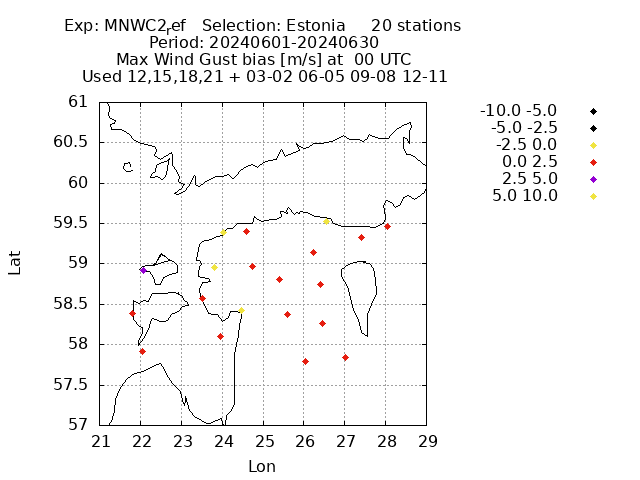 Exp: MNWC2ref   Selection: Estonia     20 stations
Period: 20240601-20240630
Max Wind Gust bias [m/s] at  00 UTC
Used 12,15,18,21 + 03-02 06-05 09-08 12-11
-10.0 -5.0
-5.0 -2.5
-2.5 0.0
0.0 2.5
2.5 5.0
5.0 10.0
61
60.5
60
59.5
59
58.5
58
57.5
57
Lat
21 22 23 24 25 26 27 28 29
Lon